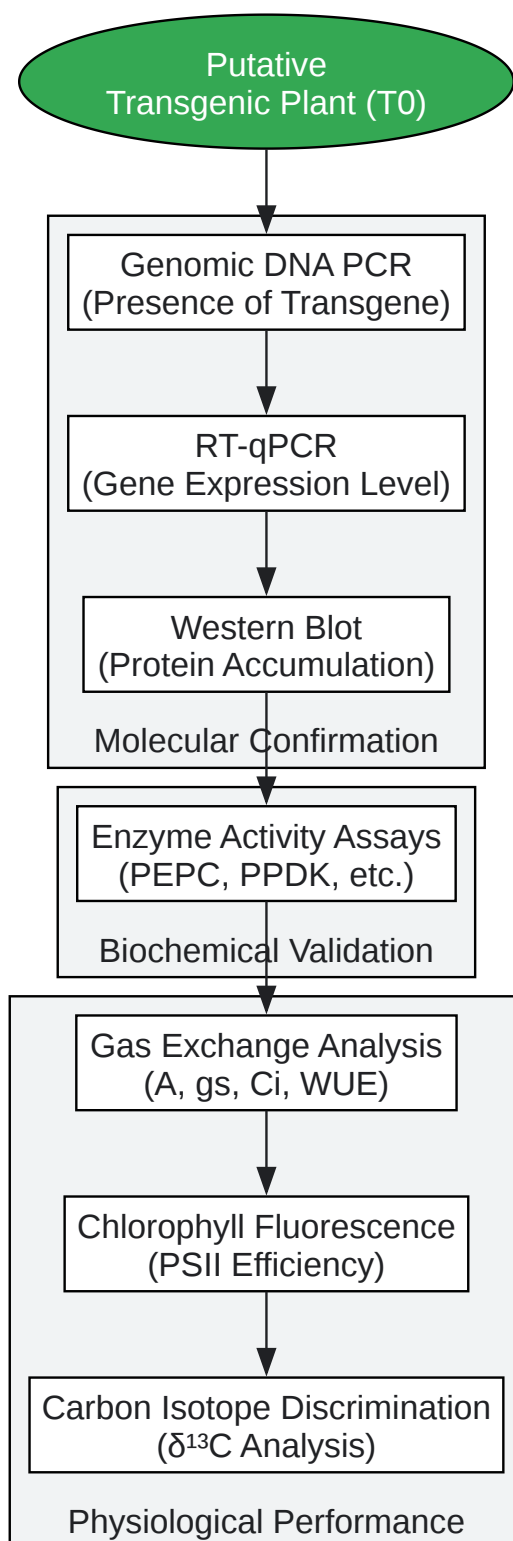 Putative
Transgenic Plant (T0)
Genomic DNA PCR
(Presence of Transgene)
RT-qPCR
(Gene Expression Level)
Western Blot
(Protein Accumulation)
Molecular Confirmation
Enzyme Activity Assays
(PEPC, PPDK, etc.)
Biochemical Validation
Gas Exchange Analysis
(A, gs, Ci, WUE)
Chlorophyll Fluorescence
(PSII Efficiency)
Carbon Isotope Discrimination
(δ¹³C Analysis)
Physiological Performance